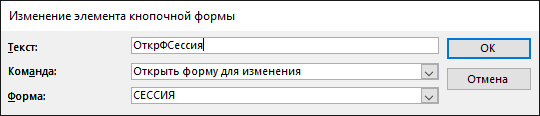 Изменение элемента кнопочной формы
Текст: ОткрФСессия OK
Команда: Открыть форму для изменения Отмена
Форма: СЕССИЯ